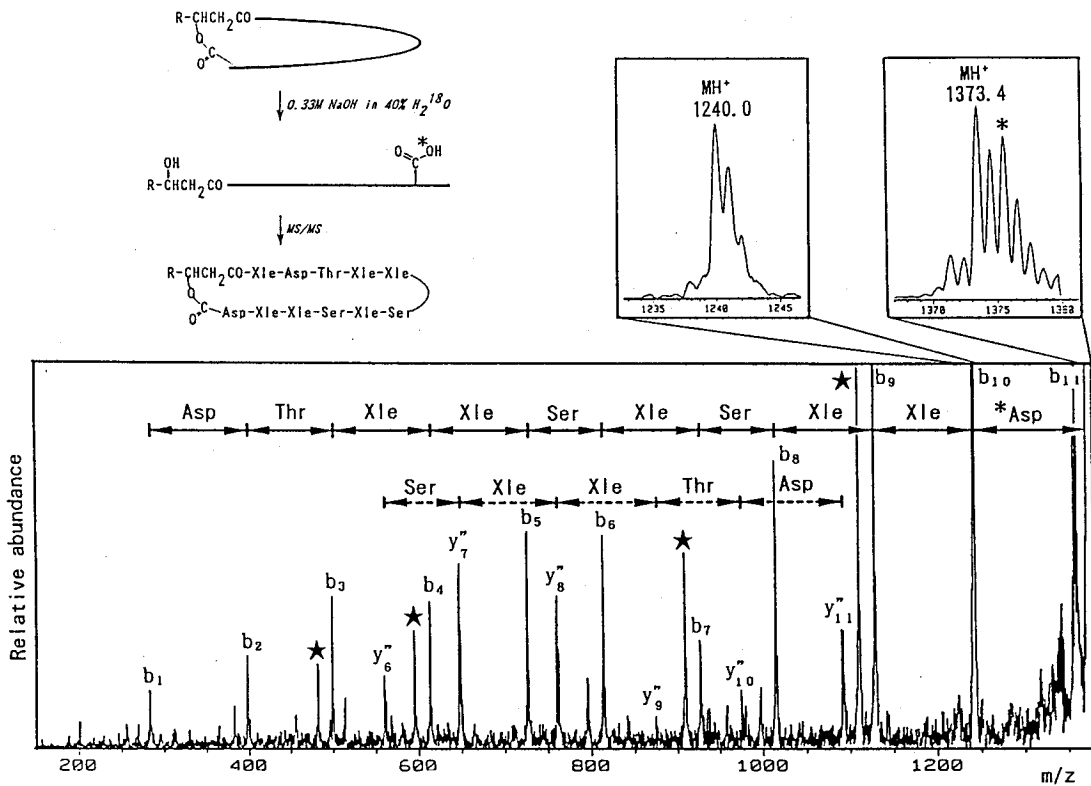 R-CHCH₂CO
O
C
O*
0.33M NaOH in 40% H₂¹⁸O
OH
R-CHCH₂CO
*
O C OH
MS/MS
R-CHCH₂CO-Xle-Asp-Thr-Xle-Xle
O
C
O* Asp-Xle-Xle-Ser-Xle-Ser
MH⁺
1240.0
1235 1240 1245
MH⁺
1373.4
*
1370 1375 1380
★ b₉ b₁₀ b₁₁
Asp Thr Xle Xle Ser Xle Ser Xle Xle *Asp
b₈
Ser Xle Xle Thr Asp
y"₇ b₅ b₆ ★
b₃ y"₈
★ b₄
b₂ y"₁₁
★ y"₆ b₇
b₁ y"₉ y"₁₀
Relative abundance
200 400 600 800 1000 1200 m/z